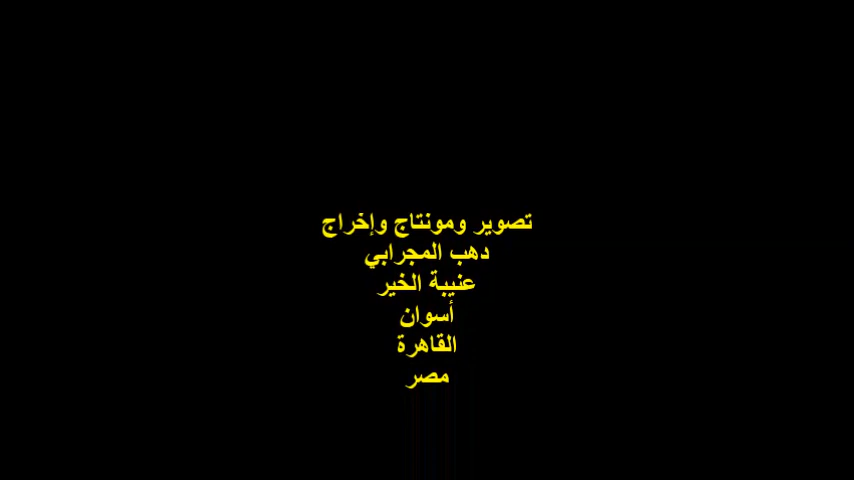 تصوير ومونتاج وإخراج
دهب المجرابي
عنيبة الخير
أسوان
القاهرة
مصر